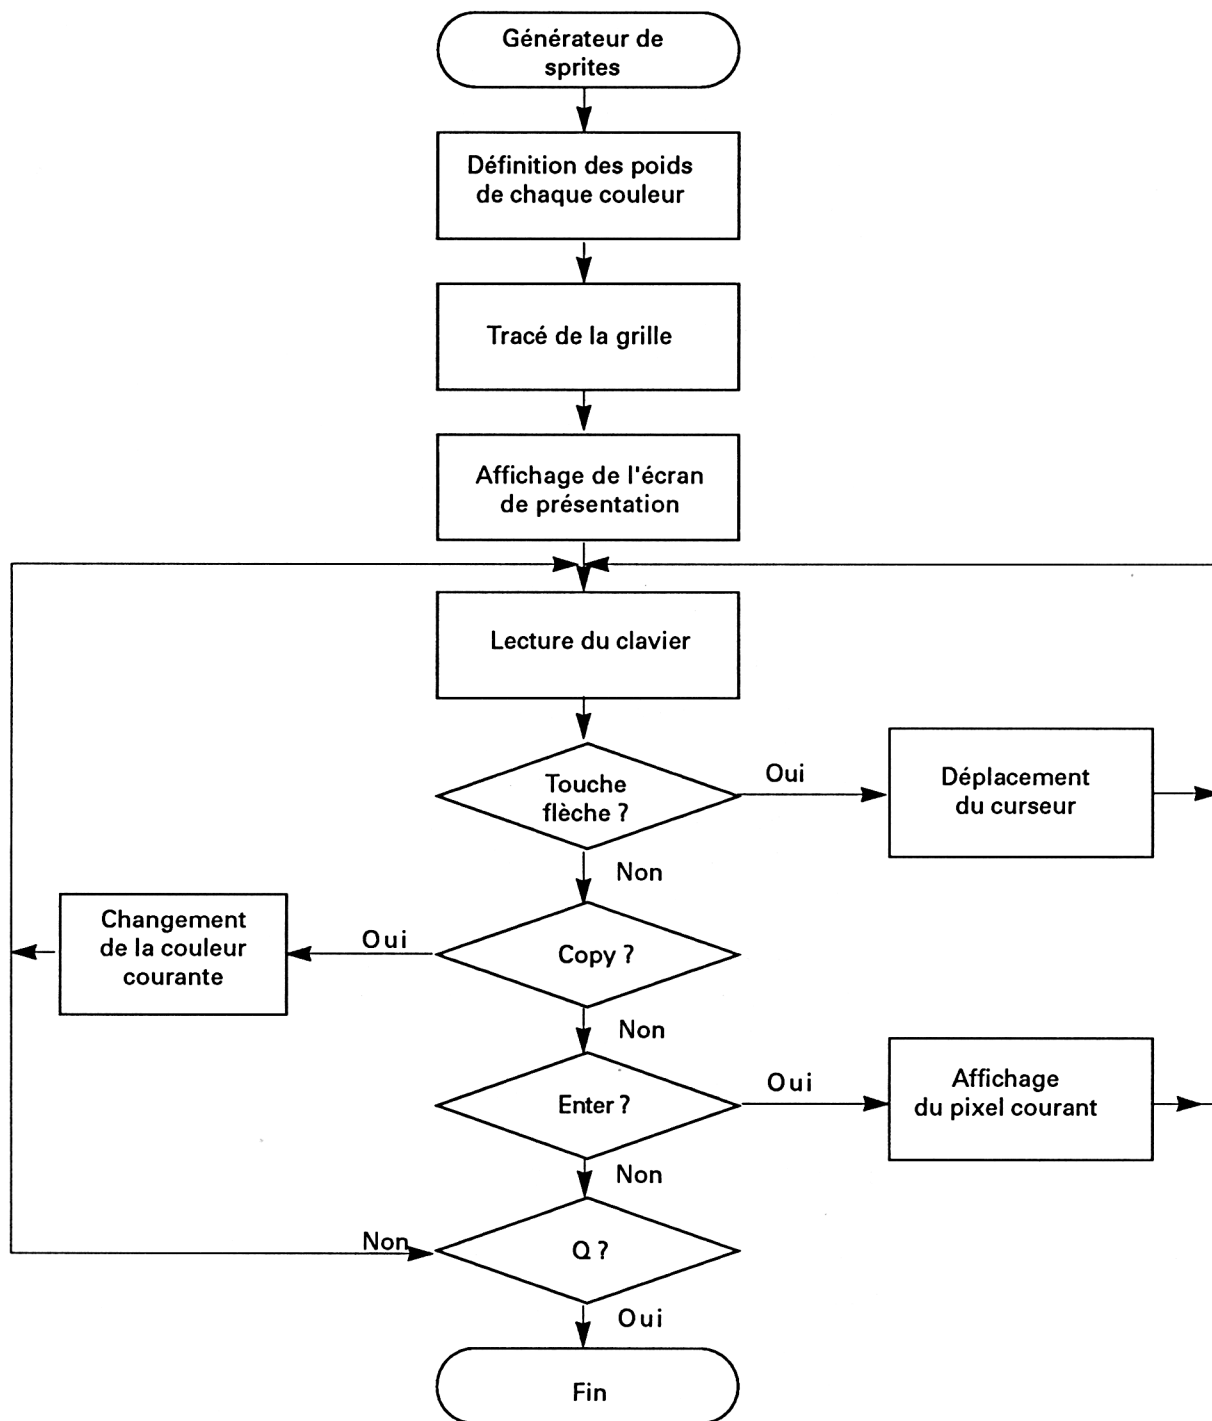 Générateur de
sprites
Définition des poids
de chaque couleur
Tracé de la grille
Affichage de l'écran
de présentation
Lecture du clavier
Touche
flèche ?
Oui
Déplacement
du curseur
Non
Changement
de la couleur
courante
Oui
Copy ?
Non
Enter ?
Oui
Affichage
du pixel courant
Non
Non
Q ?
Oui
Fin